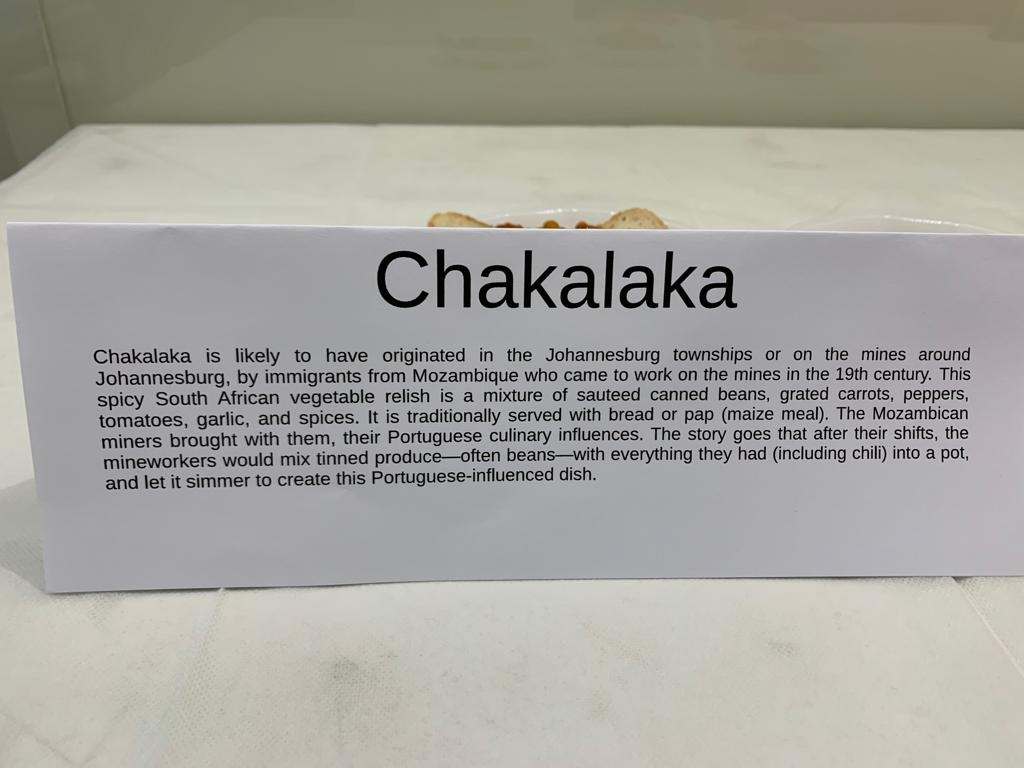 Chakalaka
Chakalaka is likely to have originated in the Johannesburg townships or on the mines around
Johannesburg, by immigrants from Mozambique who came to work on the mines in the 19th century. This
spicy South African vegetable relish is a mixture of sauteed canned beans, grated carrots, peppers,
tomatoes, garlic, and spices. It is traditionally served with bread or pap (maize meal). The Mozambican
miners brought with them, their Portuguese culinary influences. The story goes that after their shifts, the
mineworkers would mix tinned produce—often beans—with everything they had (including chili) into a pot,
and let it simmer to create this Portuguese-influenced dish.